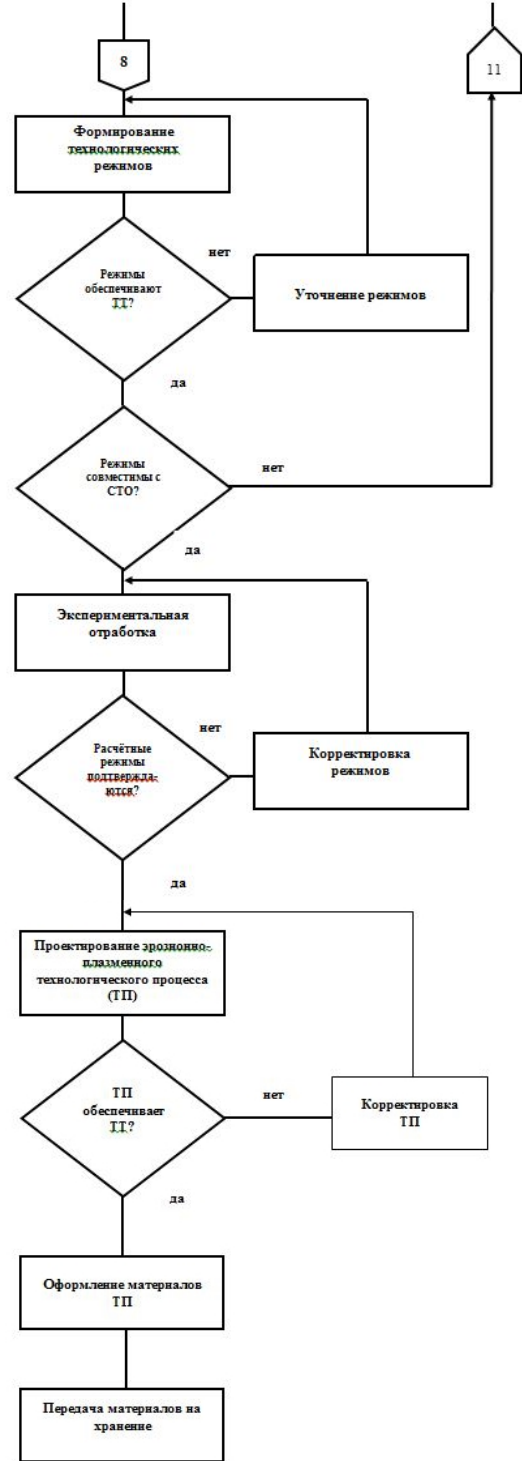 8
11
Формирование
технологических
режимов
нет
Режимы
обеспечивают
ТТ?
Уточнение режимов
да
Режимы
совместимы с
СТО?
нет
да
Экспериментальная
отработка
нет
Расчётные
режимы
подтвержда-
ются?
Корректировка
режимов
да
Проектирование эрозионно-
плазменного
технологического процесса
(ТП)
ТП
обеспечивает
ТТ?
нет
Корректировка
ТП
да
Оформление материалов
ТП
Передача материалов на
хранение